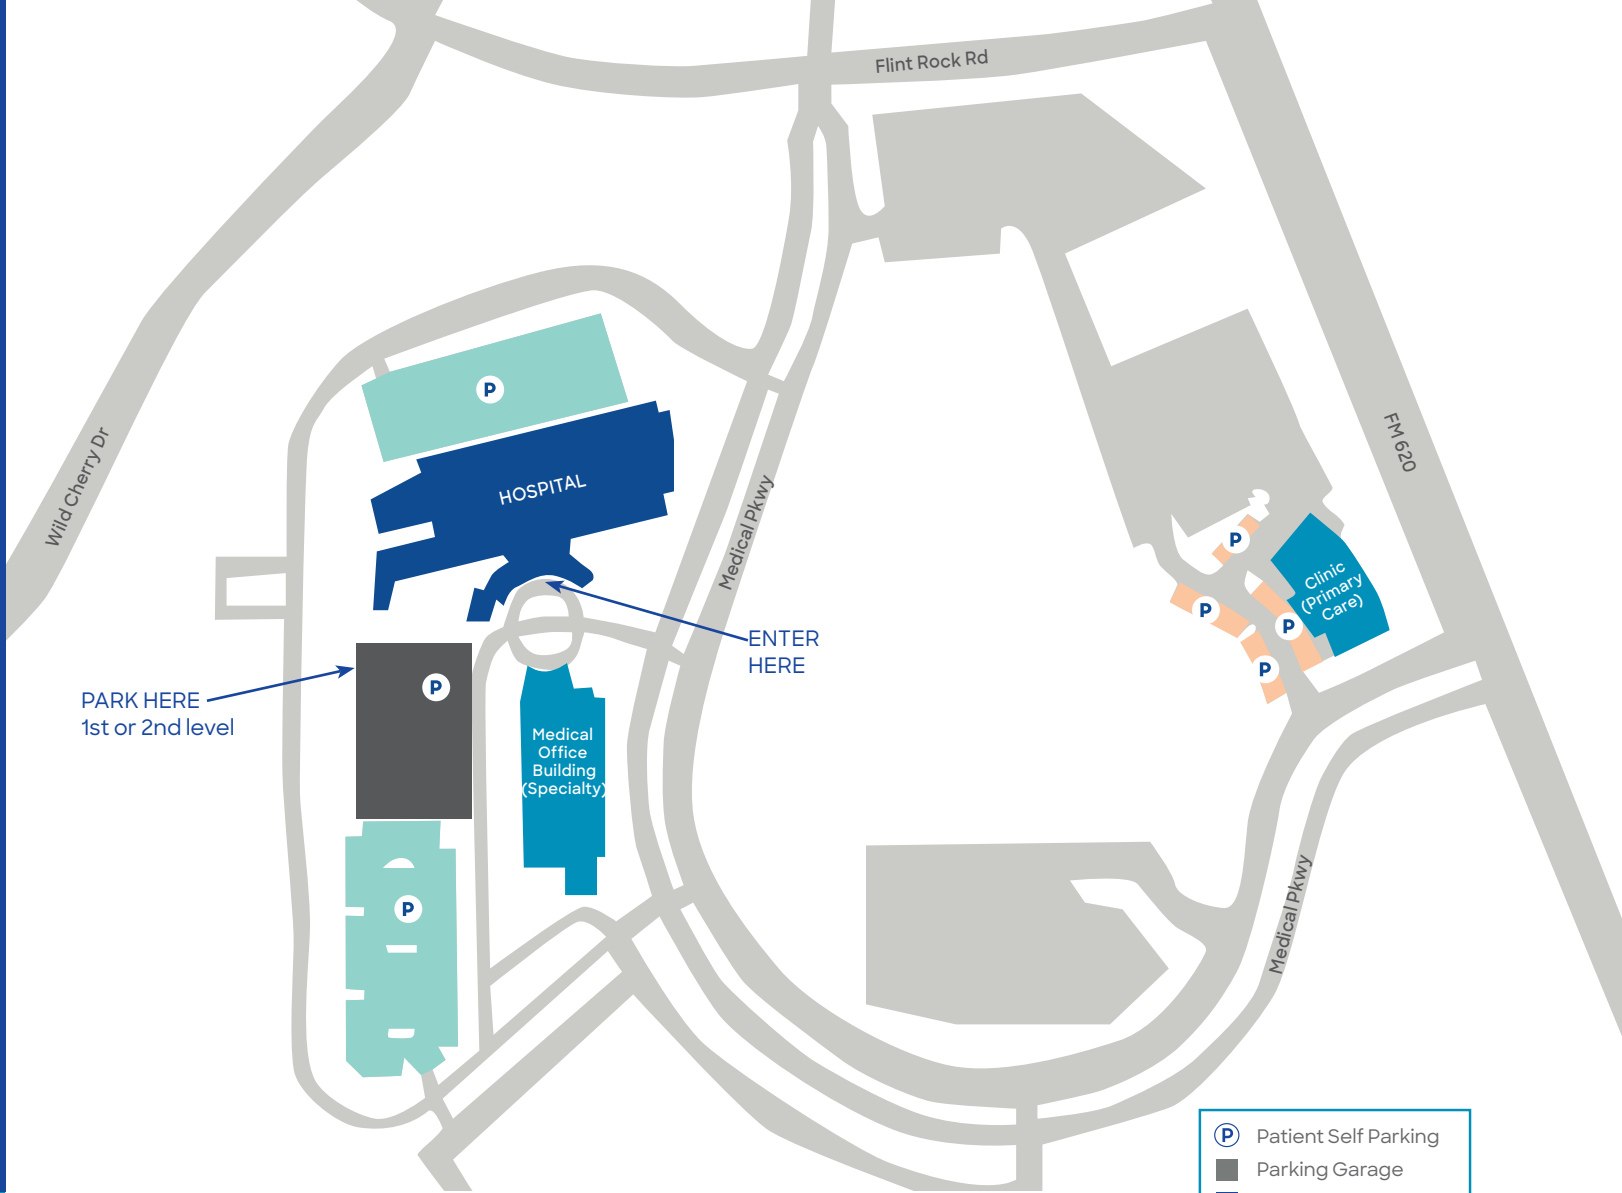 Flint Rock Rd
P
HOSPITAL
Wild Cherry Dr
Medical Pkwy
FM 620
P
Clinic
(Primary
Care)
P
P
P
ENTER
HERE
PARK HERE
1st or 2nd level
P
Medical
Office
Building
(Specialty)
P
Medical Pkwy
P Patient Self Parking
Parking Garage